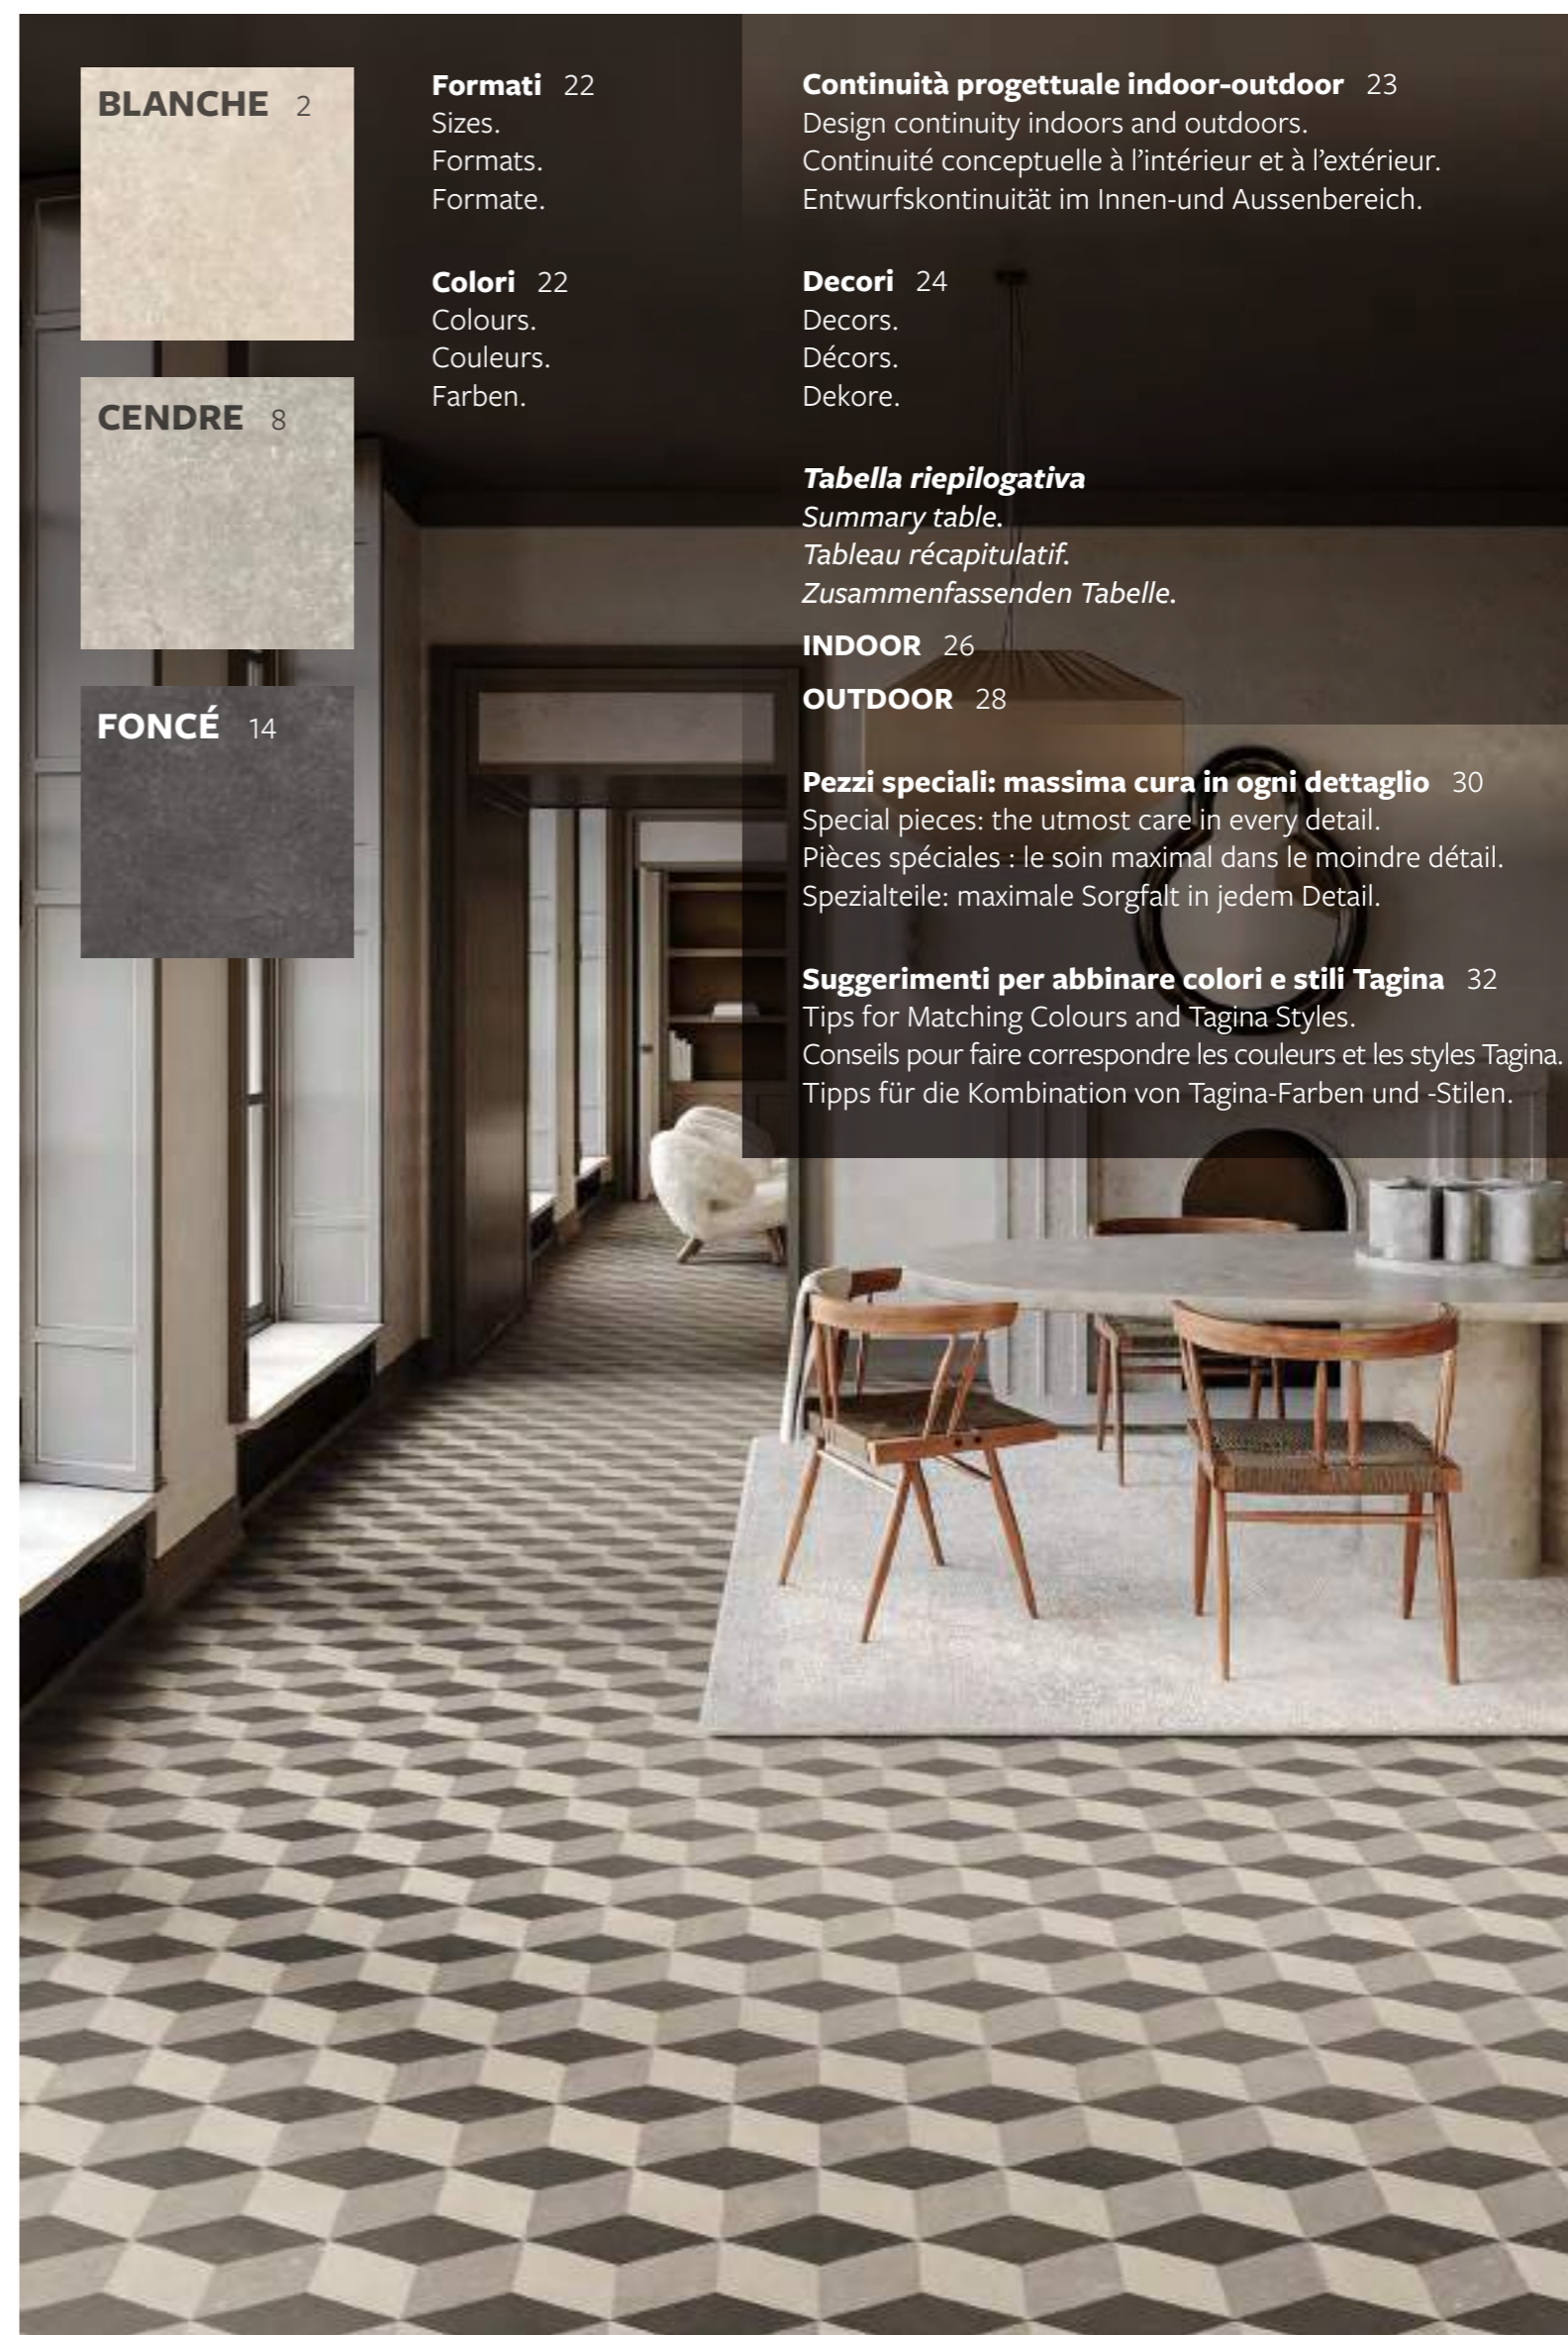 BLANCHE 2
CENDRE 8
FONCÉ 14
Formati 22
Sizes.
Formats.
Formate.
Colori 22
Colours.
Couleurs.
Farben.
Continuità progettuale indoor-outdoor 23
Design continuity indoors and outdoors.
Continuité conceptuelle à l’intérieur et à l’extérieur.
Entwurfskontinuität im Innen-und Aussenbereich.
Decori 24
Decors.
Décors.
Dekore.
Tabella riepilogativa
Summary table.
Tableau récapitulatif.
Zusammenfassenden Tabelle.
INDOOR 26
OUTDOOR 28
Pezzi speciali: massima cura in ogni dettaglio 30
Special pieces: the utmost care in every detail.
Pièces spéciales : le soin maximal dans le moindre détail.
Spezialteile: maximale Sorgfalt in jedem Detail.
Suggerimenti per abbinare colori e stili Tagina 32
Tips for Matching Colours and Tagina Styles.
Conseils pour faire correspondre les couleurs et les styles Tagina.
Tipps für die Kombination von Tagina-Farben und -Stilen.